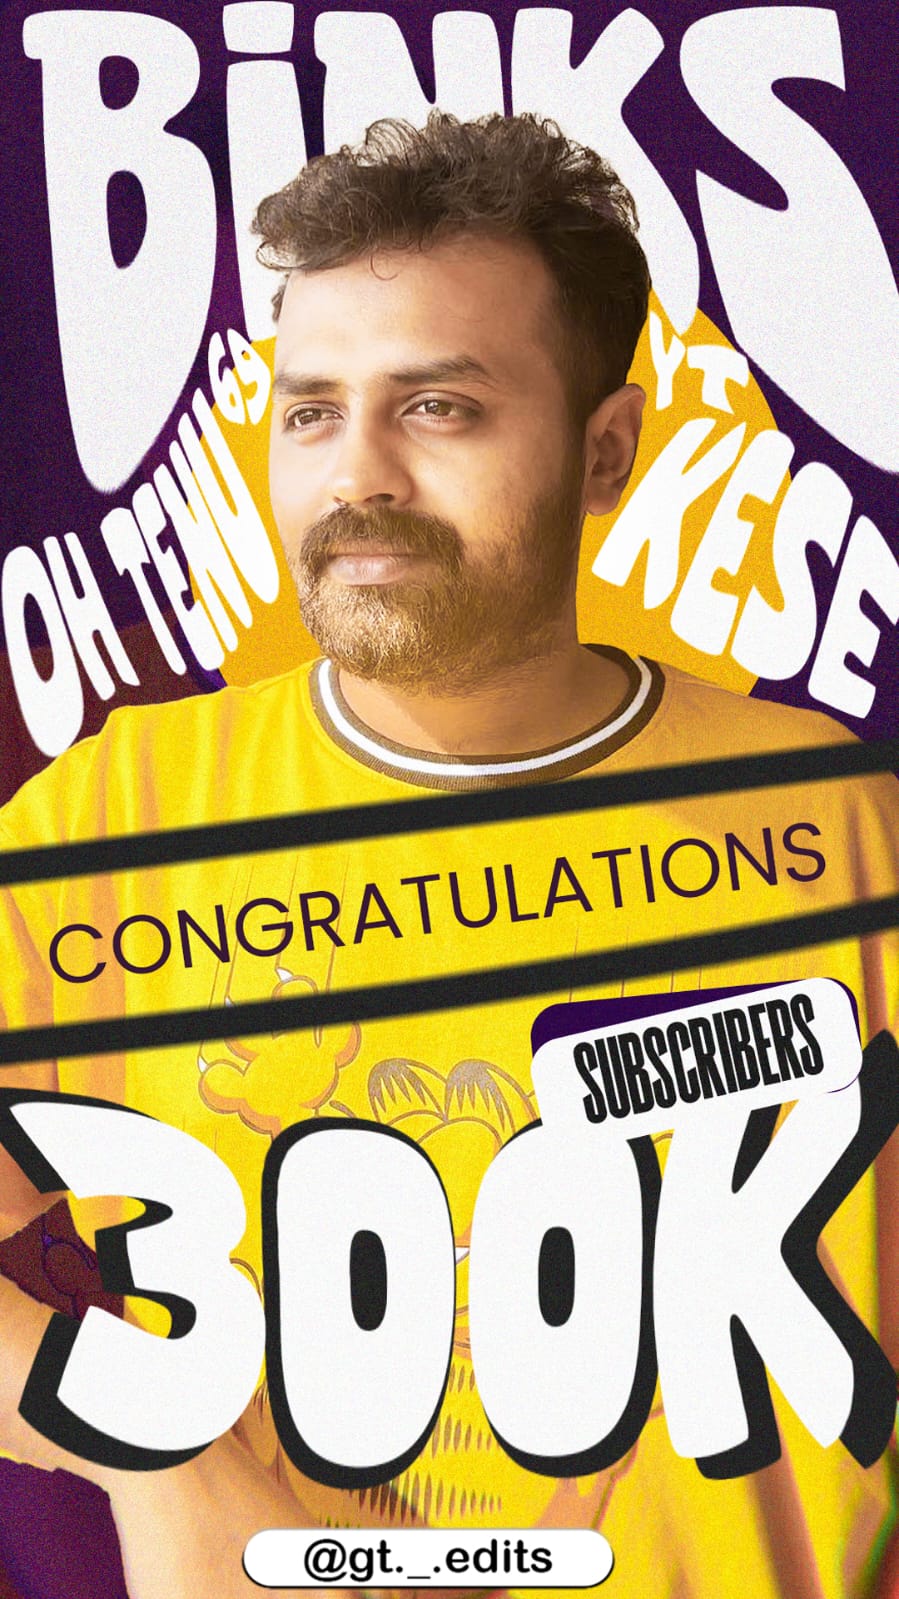 BiNKS
69
YT
OH TENU
KESE
CONGRATULATIONS
SUBSCRIBERS
300K
@gt._.edits